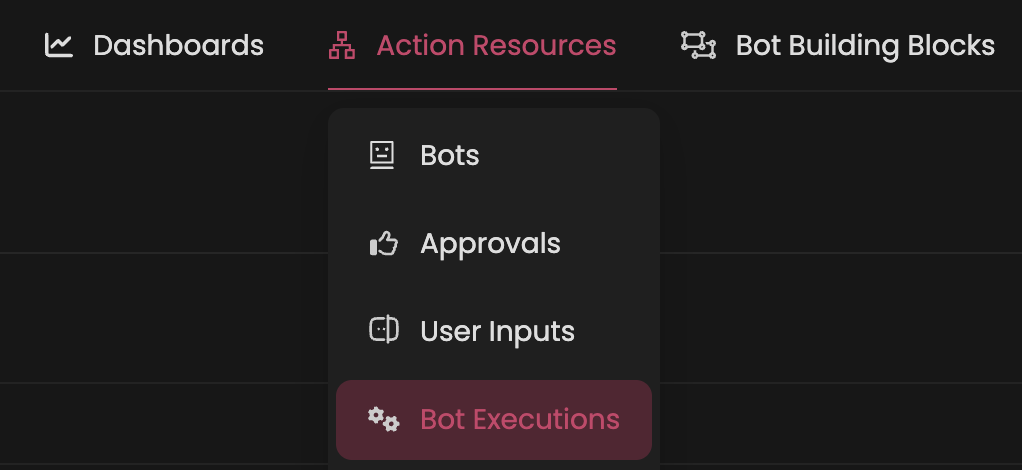 Dashboards Action Resources Bot Building Blocks
Bots
Approvals
User Inputs
Bot Executions